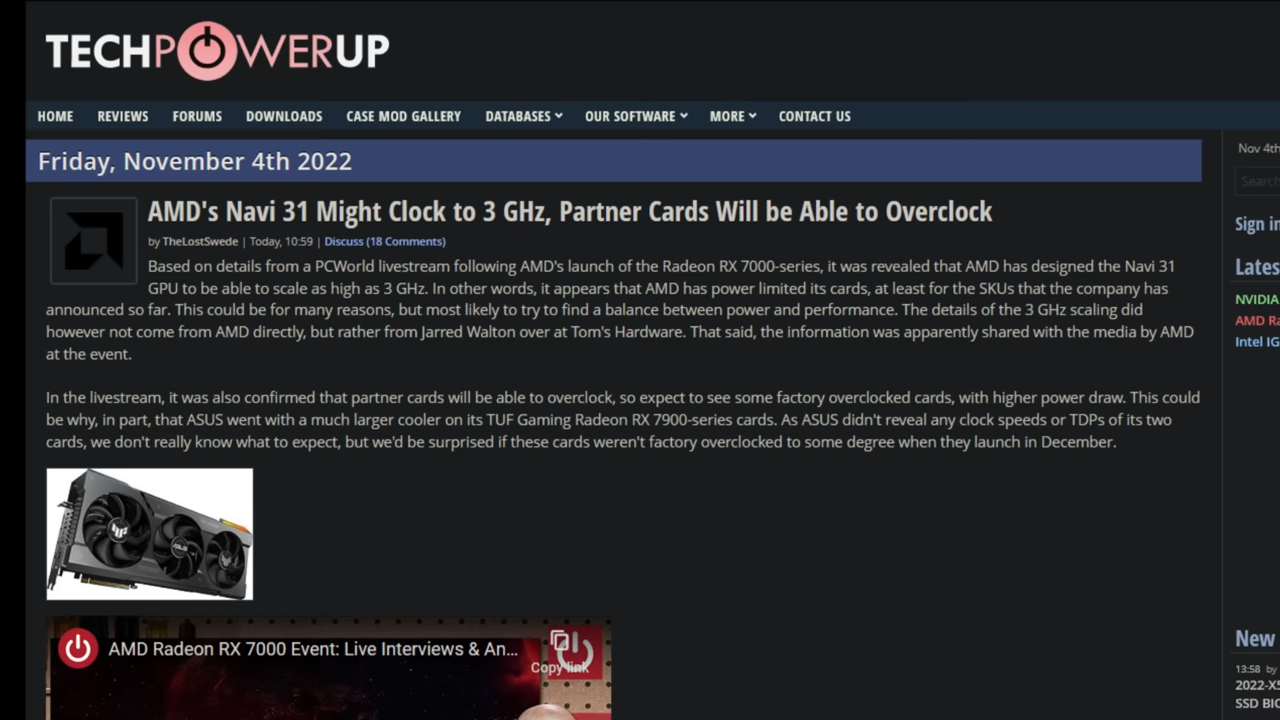 TECHPOWERUP
HOME REVIEWS FORUMS DOWNLOADS CASE MOD GALLERY DATABASES OUR SOFTWARE MORE CONTACT US
Friday, November 4th 2022
AMD's Navi 31 Might Clock to 3 GHz, Partner Cards Will be Able to Overclock
by TheLostSwede | Today, 10:59 | Discuss (18 Comments)
Based on details from a PCWorld livestream following AMD's launch of the Radeon RX 7000-series, it was revealed that AMD has designed the Navi 31
GPU to be able to scale as high as 3 GHz. In other words, it appears that AMD has power limited its cards, at least for the SKUs that the company has
announced so far. This could be for many reasons, but most likely to try to find a balance between power and performance. The details of the 3 GHz scaling did
however not come from AMD directly, but rather from Jarred Walton over at Tom's Hardware. That said, the information was apparently shared with the media by AMD
at the event.
In the livestream, it was also confirmed that partner cards will be able to overclock, so expect to see some factory overclocked cards, with higher power draw. This could
be why, in part, that ASUS went with a much larger cooler on its TUF Gaming Radeon RX 7900-series cards. As ASUS didn't reveal any clock speeds or TDPs of its two
cards, we don't really know what to expect, but we'd be surprised if these cards weren't factory overclocked to some degree when they launch in December.
AMD Radeon RX 7000 Event: Live Interviews & An...
Copy link
Nov 4th
Search
Sign in
Lates
NVIDIA
AMD Ra
Intel IG
New
13:58 by
2022-X5
SSD BIO